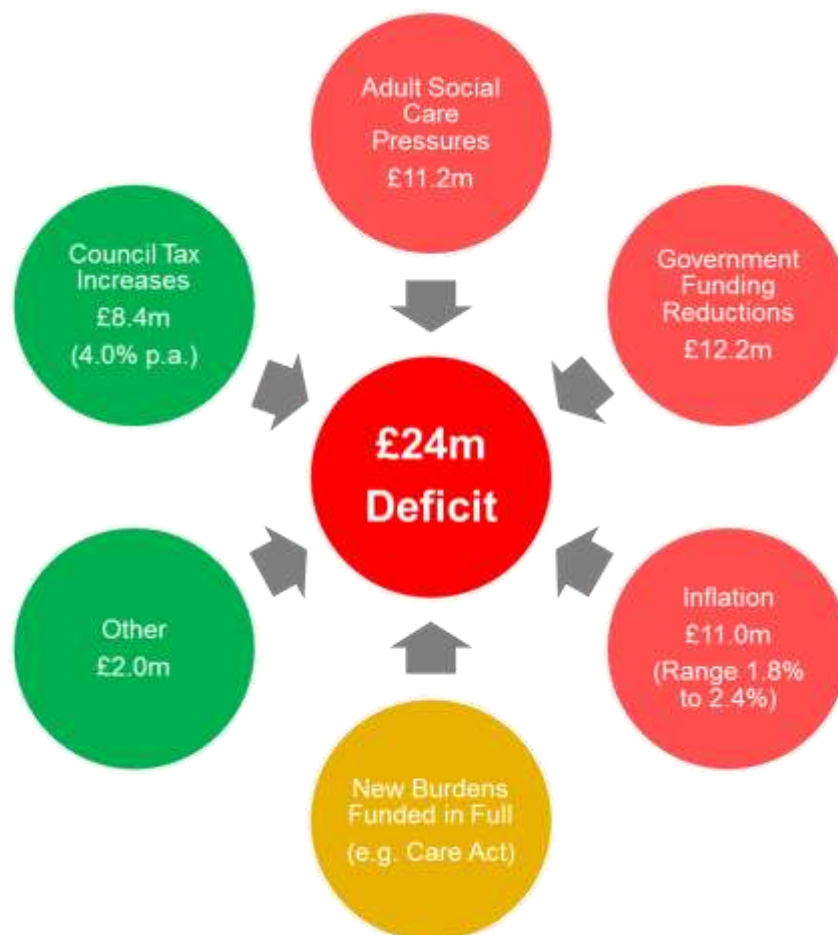 Adult Social
Care
Pressures
£11.2m
Council Tax
Increases
£8.4m
(4.0% p.a.)
Government
Funding
Reductions
£12.2m
£24m
Deficit
Other
£2.0m
Inflation
£11.0m
(Range 1.8%
to 2.4%)
New Burdens
Funded in Full
(e.g. Care Act)